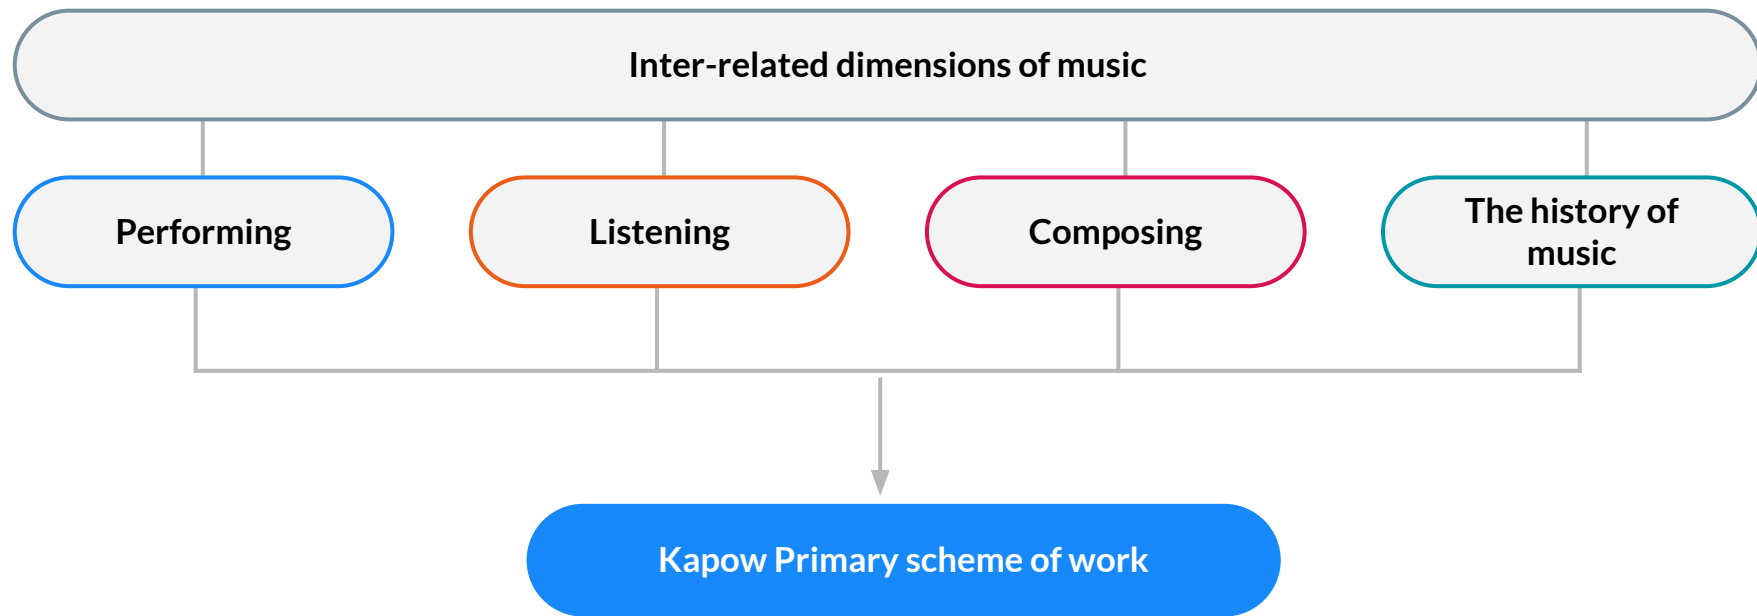 Inter-related dimensions of music
Performing
Listening
Composing
The history of
music
Kapow Primary scheme of work